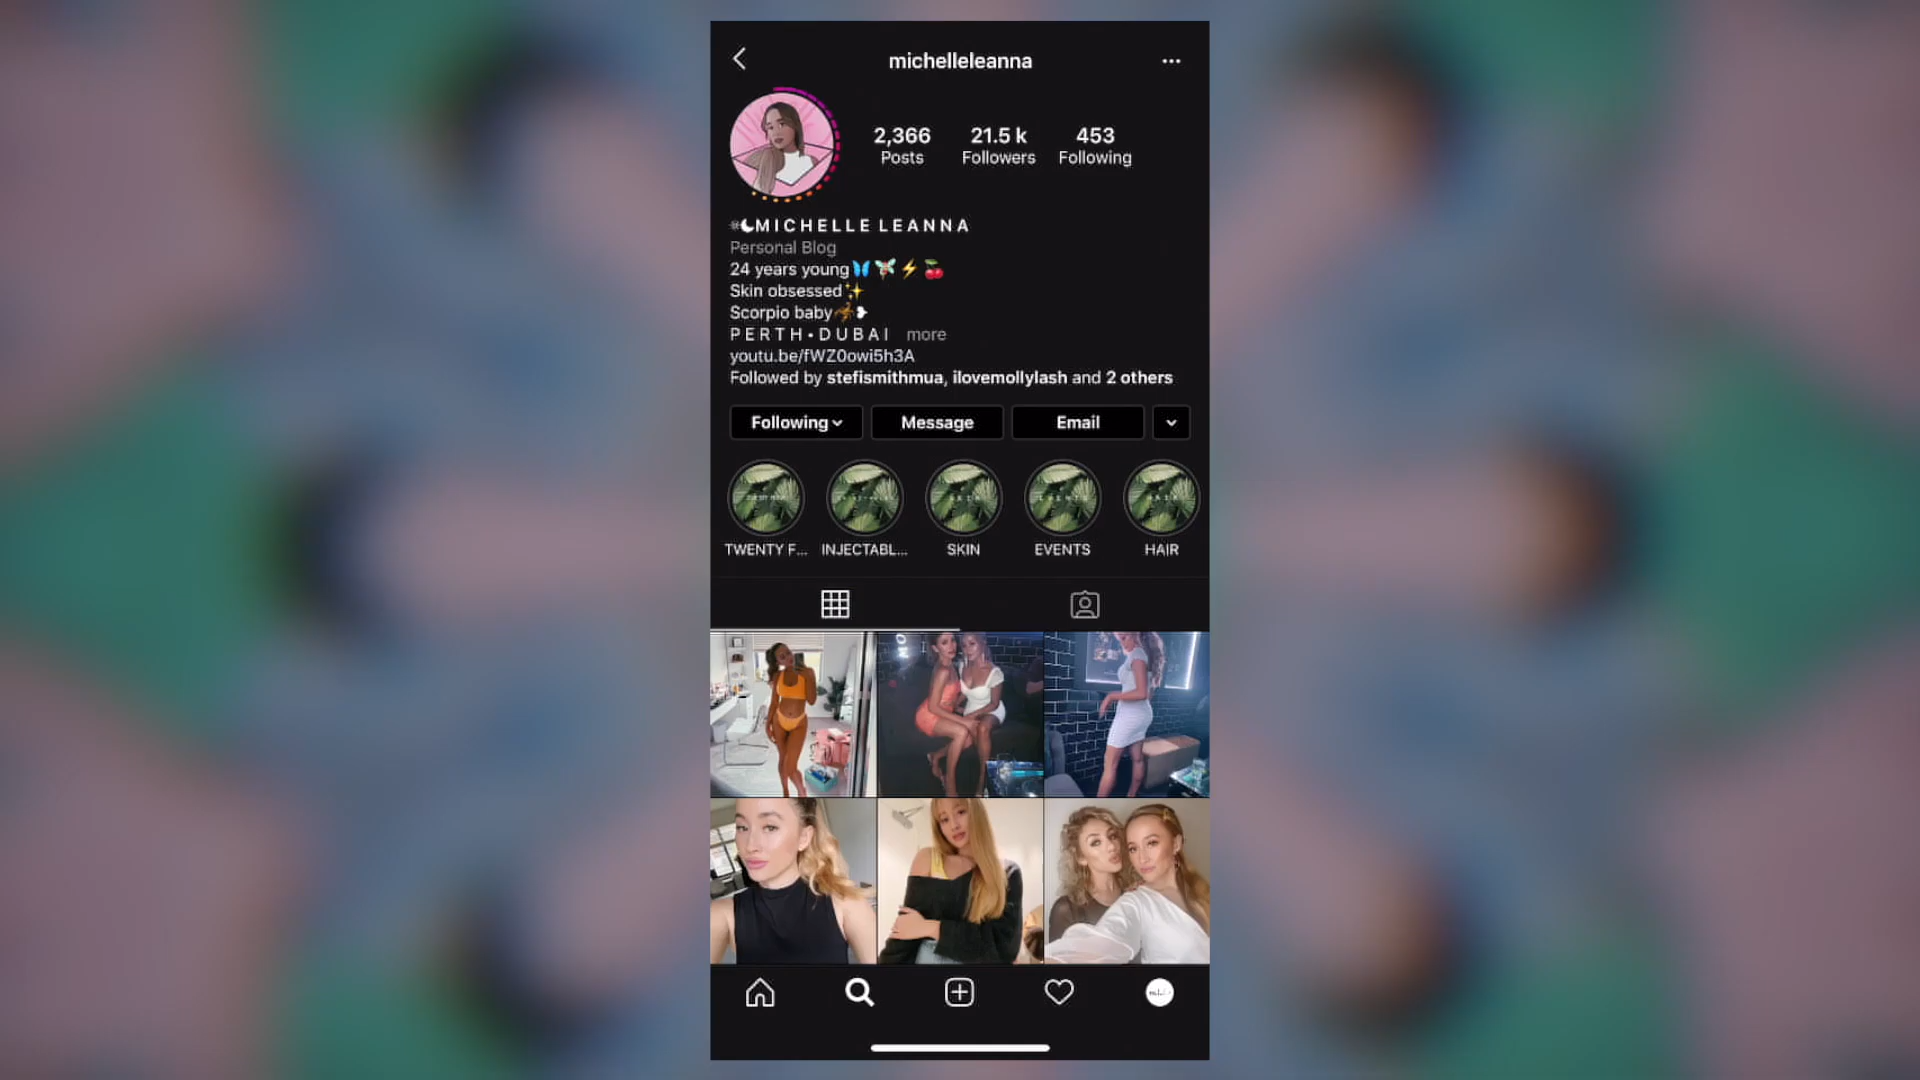 michelleleanna
2,366 21.5 k 453
Posts Followers Following
MICHELLE LEANNA
Personal Blog
24 years young
Skin obsessed
Scorpio baby
PERTH•DUBAI more
youtu.be/fWZ0owi5h3A
Followed by stefismithmua, ilovemollylash and 2 others
Following Message Email
TWENTY F... INJECTABL... SKIN EVENTS HAIR